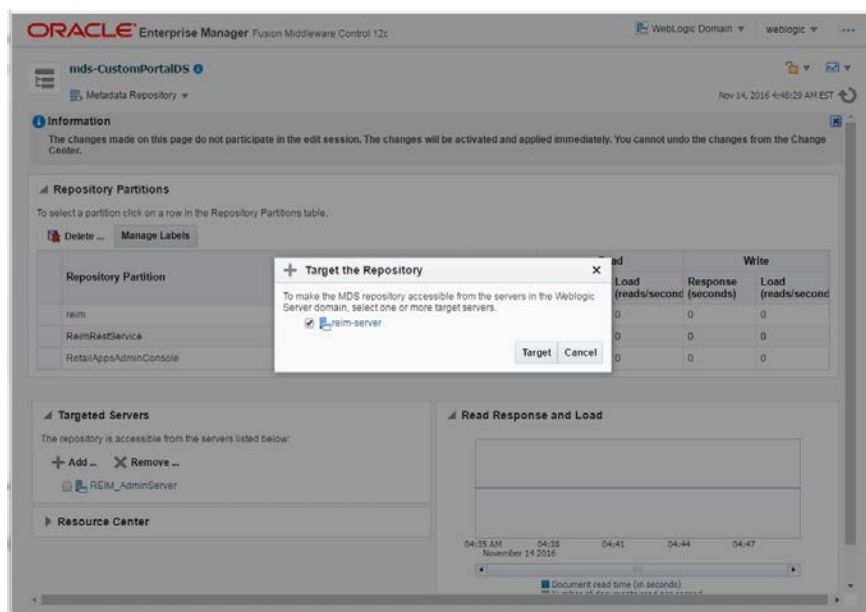 ORACLE Enterprise Manager Fusion Middleware Control 12c
WebLogic Domain
weblogic
mds-CustomPortalDS
Metadata Repository
Nov 14, 2016 4:48:29 AM EST
Information
The changes made on this page do not participate in the edit session. The changes will be activated and applied immediately. You cannot undo the changes from the Change
Center.
Repository Partitions
To select a partition click on a row in the Repository Partitions table.
Delete ... Manage Labels
Repository Partition
ad
Write
Load
(reads/second
Response
(seconds)
Load
(reads/second
reim 0 0 0
ReimRestService 0 0 0
RetailAppsAdminConsole 0 0 0
Target the Repository
To make the MDS repository accessible from the servers in the Weblogic
Server domain, select one or more target servers.
reim-server
Target Cancel
Targeted Servers
The repository is accessible from the servers listed below:
Add ... Remove ...
REIM_AdminServer
Resource Center
Read Response and Load
04:35 AM 04:38 04:41 04:44 04:47
November 14 2016
Document read time (in seconds)